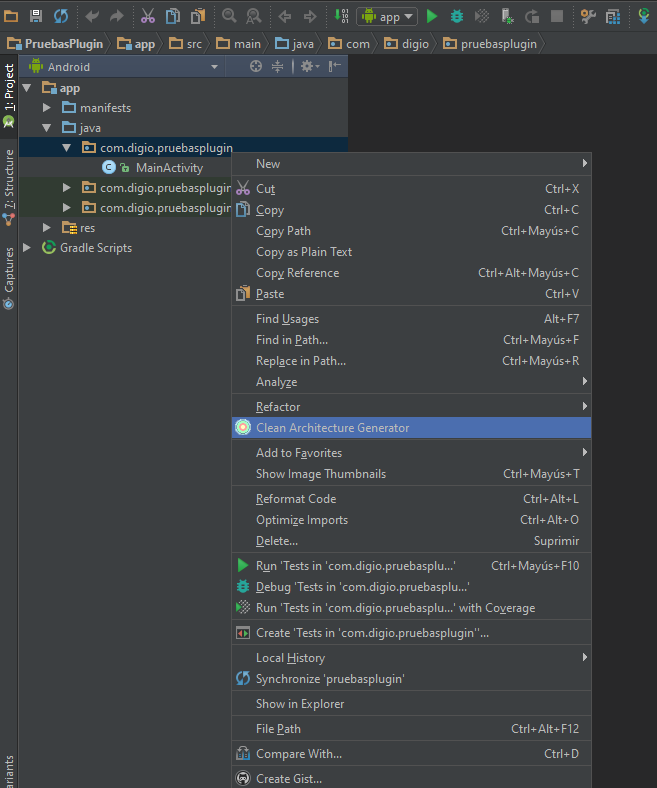 app
PruebasPlugin
app
src
main
java
com
digio
pruebasplugin
1: Project
7: Structure
Captures
ariants
Android
app
manifests
java
com.digio.pruebasplugin
MainActivity
com.digio.pruebasplugin
com.digio.pruebasplugin
res
Gradle Scripts
New
Cut Ctrl+X
Copy Ctrl+C
Copy Path Ctrl+Mayús+C
Copy as Plain Text
Copy Reference Ctrl+Alt+Mayús+C
Paste Ctrl+V
Find Usages Alt+F7
Find in Path... Ctrl+Mayús+F
Replace in Path... Ctrl+Mayús+R
Analyze
Refactor
Clean Architecture Generator
Add to Favorites
Show Image Thumbnails Ctrl+Mayús+T
Reformat Code Ctrl+Alt+L
Optimize Imports Ctrl+Alt+O
Delete... Suprimir
Run 'Tests in 'com.digio.pruebasplu...' Ctrl+Mayús+F10
Debug 'Tests in 'com.digio.pruebasplu...'
Run 'Tests in 'com.digio.pruebasplu...' with Coverage
Create 'Tests in 'com.digio.pruebasplugin''...
Local History
Synchronize 'pruebasplugin'
Show in Explorer
File Path Ctrl+Alt+F12
Compare With... Ctrl+D
Create Gist...